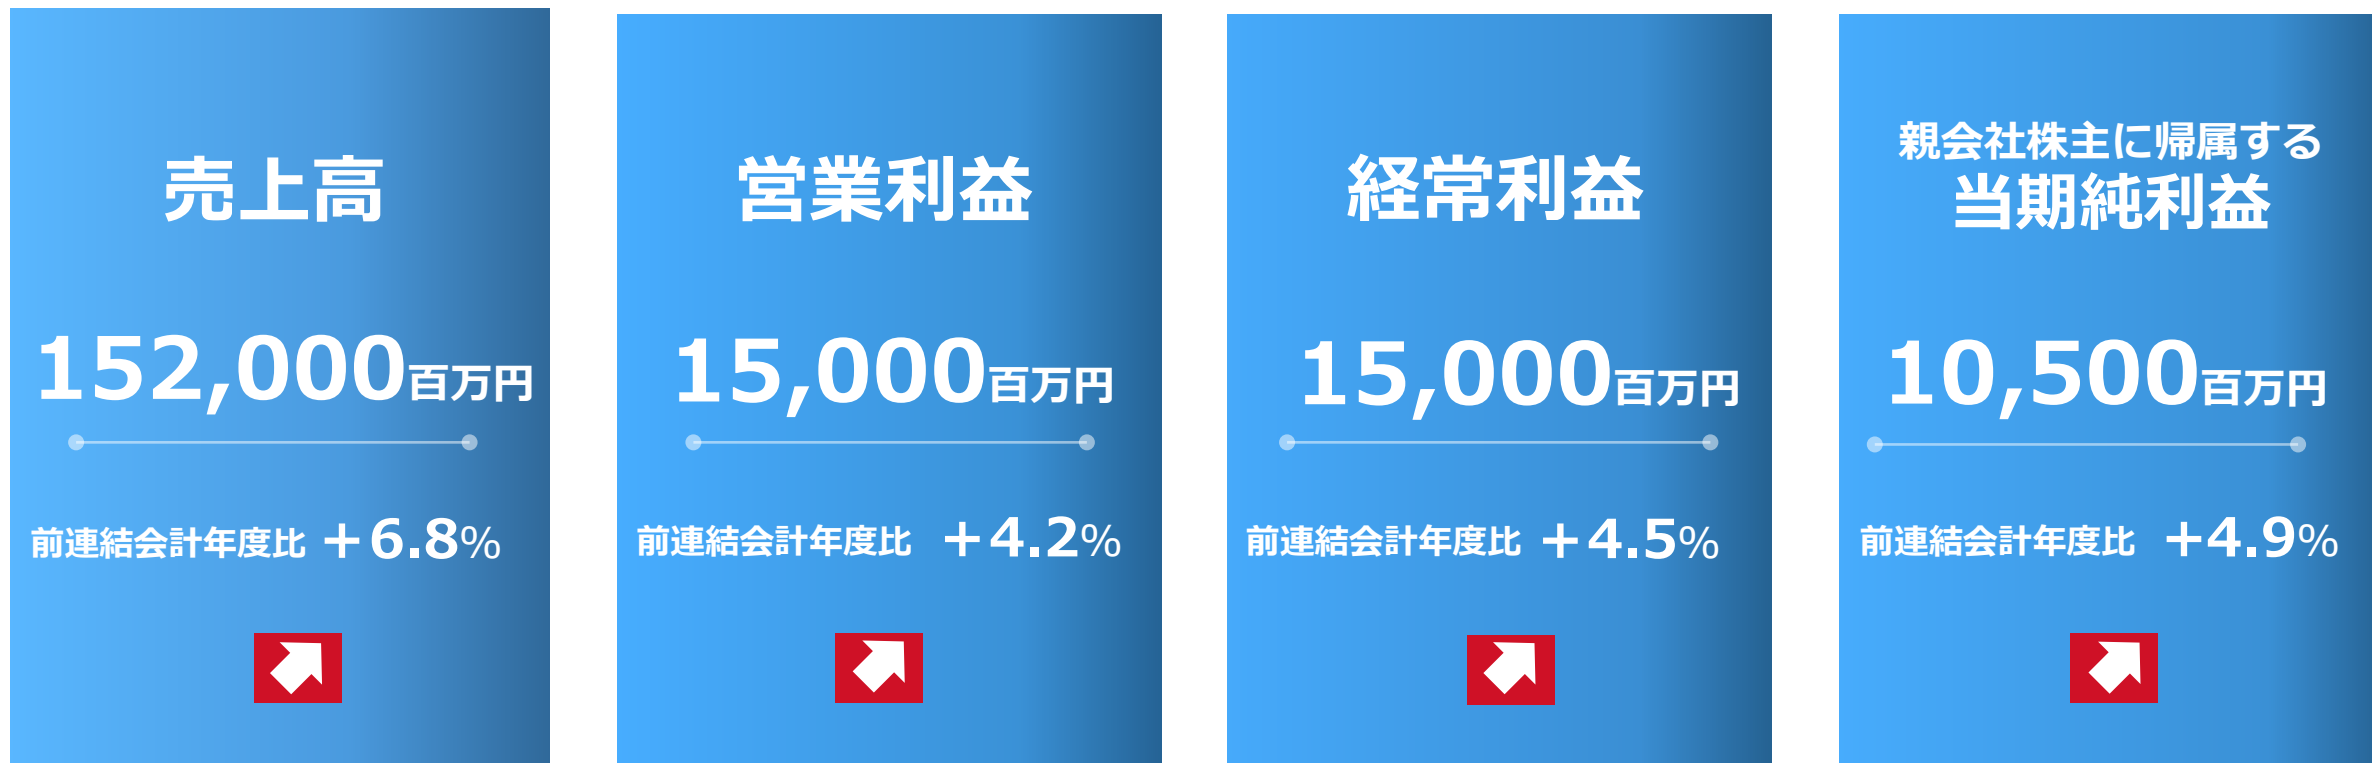 売上高
152,000百万円
前連結会計年度比 +6.8%
営業利益
15,000百万円
前連結会計年度比 +4.2%
経常利益
15,000百万円
前連結会計年度比 +4.5%
親会社株主に帰属する
当期純利益
10,500百万円
前連結会計年度比 +4.9%